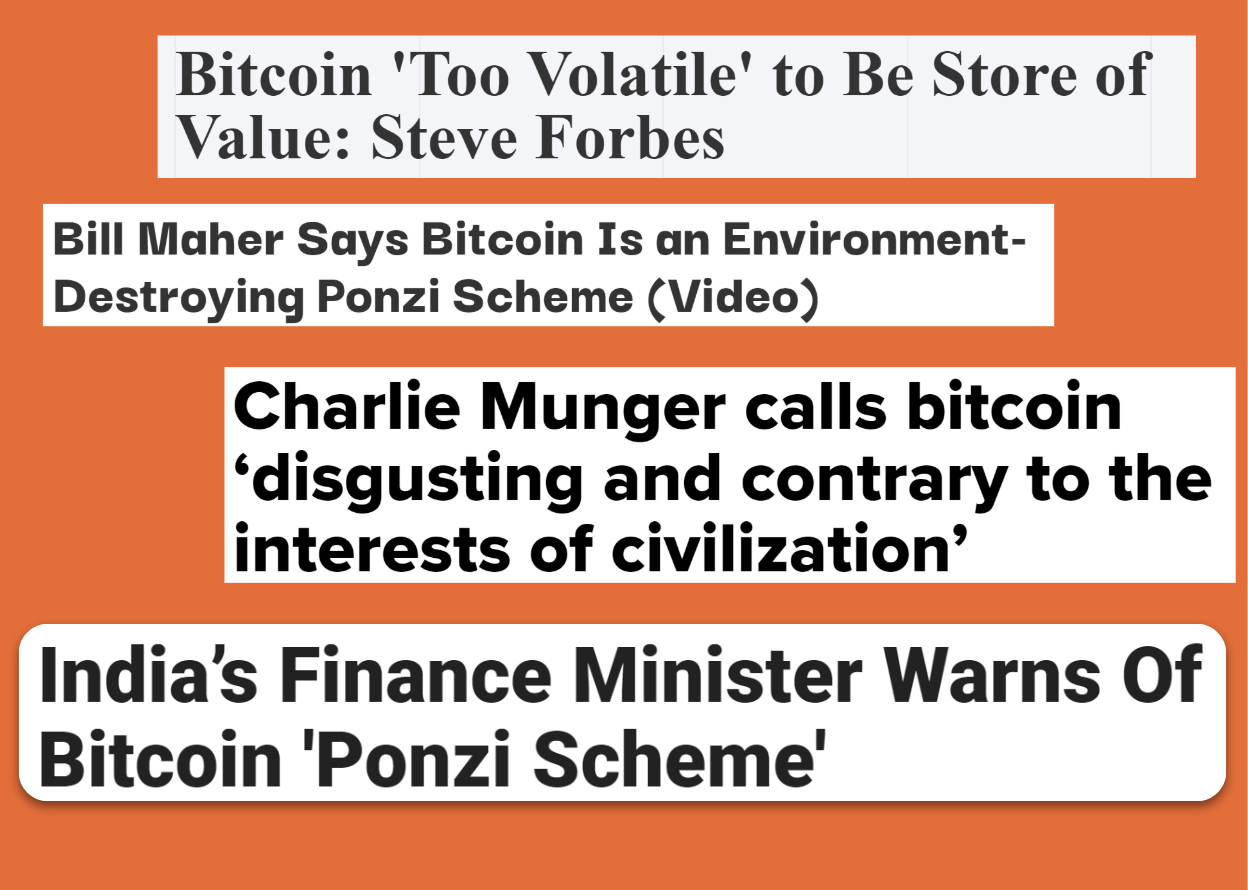 Bitcoin 'Too Volatile' to Be Store of
Value: Steve Forbes
Bill Maher Says Bitcoin Is an Environment-
Destroying Ponzi Scheme (Video)
Charlie Munger calls bitcoin
‘disgusting and contrary to the
interests of civilization’
India’s Finance Minister Warns Of
Bitcoin 'Ponzi Scheme'